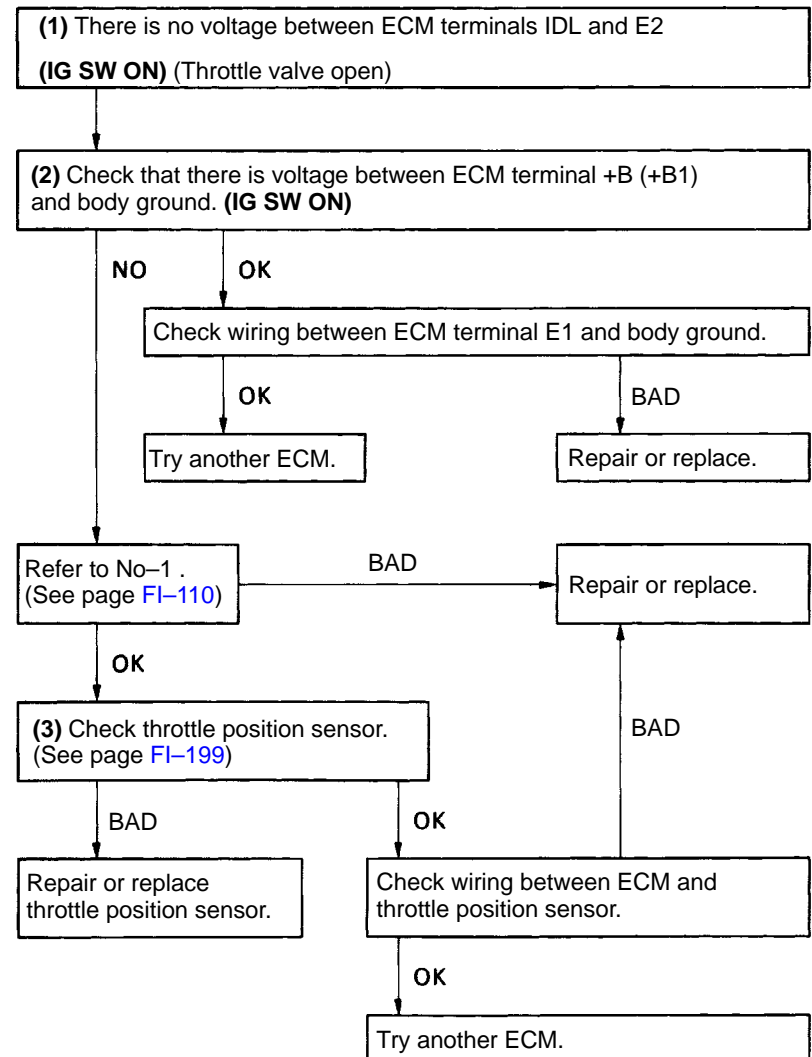 (1) There is no voltage between ECM terminals IDL and E2
(IG SW ON) (Throttle valve open)
(2) Check that there is voltage between ECM terminal +B (+B1)
and body ground. (IG SW ON)
NO
OK
Check wiring between ECM terminal E1 and body ground.
OK
BAD
Try another ECM.
Repair or replace.
Refer to No–1 .
(See page FI–110)
BAD
Repair or replace.
OK
(3) Check throttle position sensor.
(See page FI–199)
BAD
BAD
OK
Repair or replace
throttle position sensor.
Check wiring between ECM and
throttle position sensor.
OK
Try another ECM.